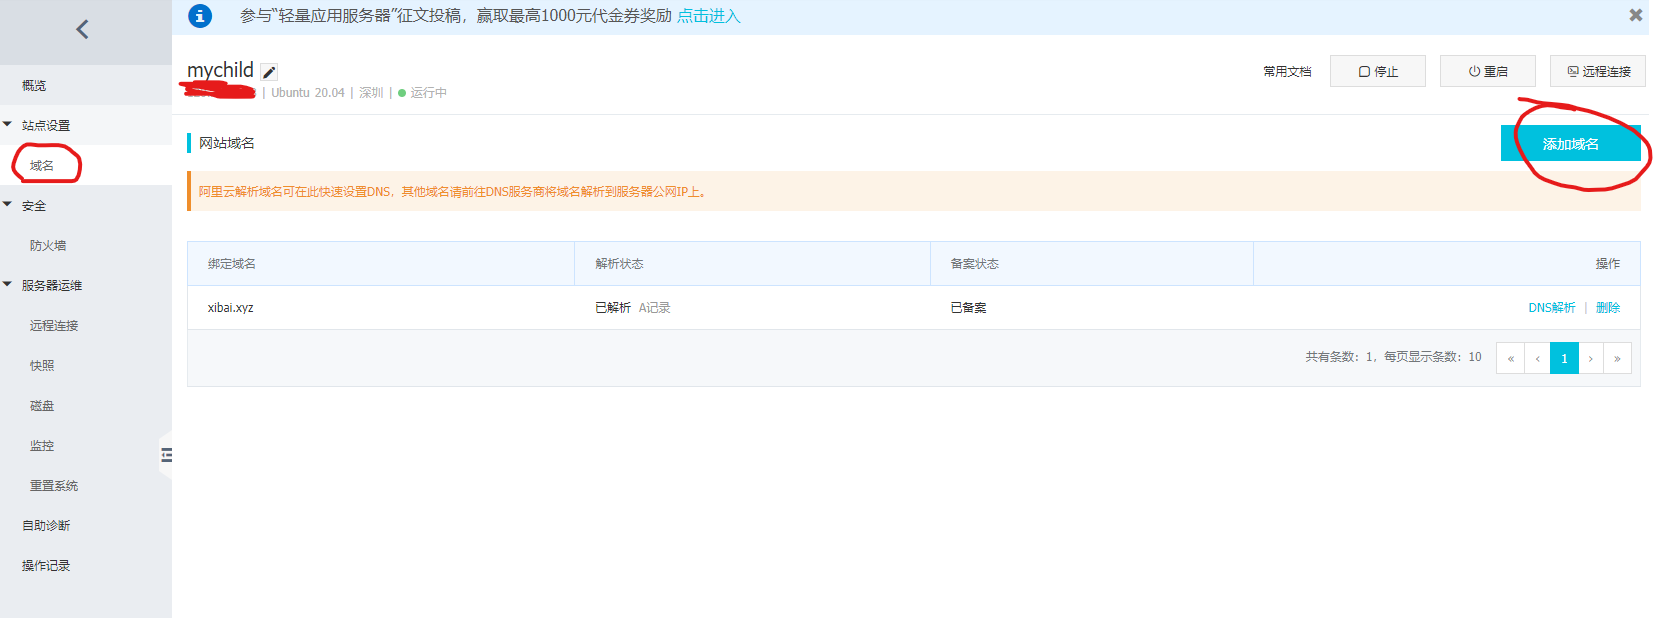 参与“轻量应用服务器”征文投稿，赢取最高1000元代金券奖励 点击进入
mychild
| Ubuntu 20.04 | 深圳 | 运行中
常用文档
停止
重启
远程连接
概览
站点设置
域名
安全
防火墙
服务器运维
远程连接
快照
磁盘
监控
重置系统
自助诊断
操作记录
网站域名
添加域名
阿里云解析域名可在此快速设置DNS，其他域名请前往DNS服务商将域名解析到服务器公网IP上。
绑定域名 解析状态 备案状态 操作
xibai.xyz 已解析 A记录 已备案 DNS解析 | 删除
共有条数：1，每页显示条数：10 « ‹ 1 › »